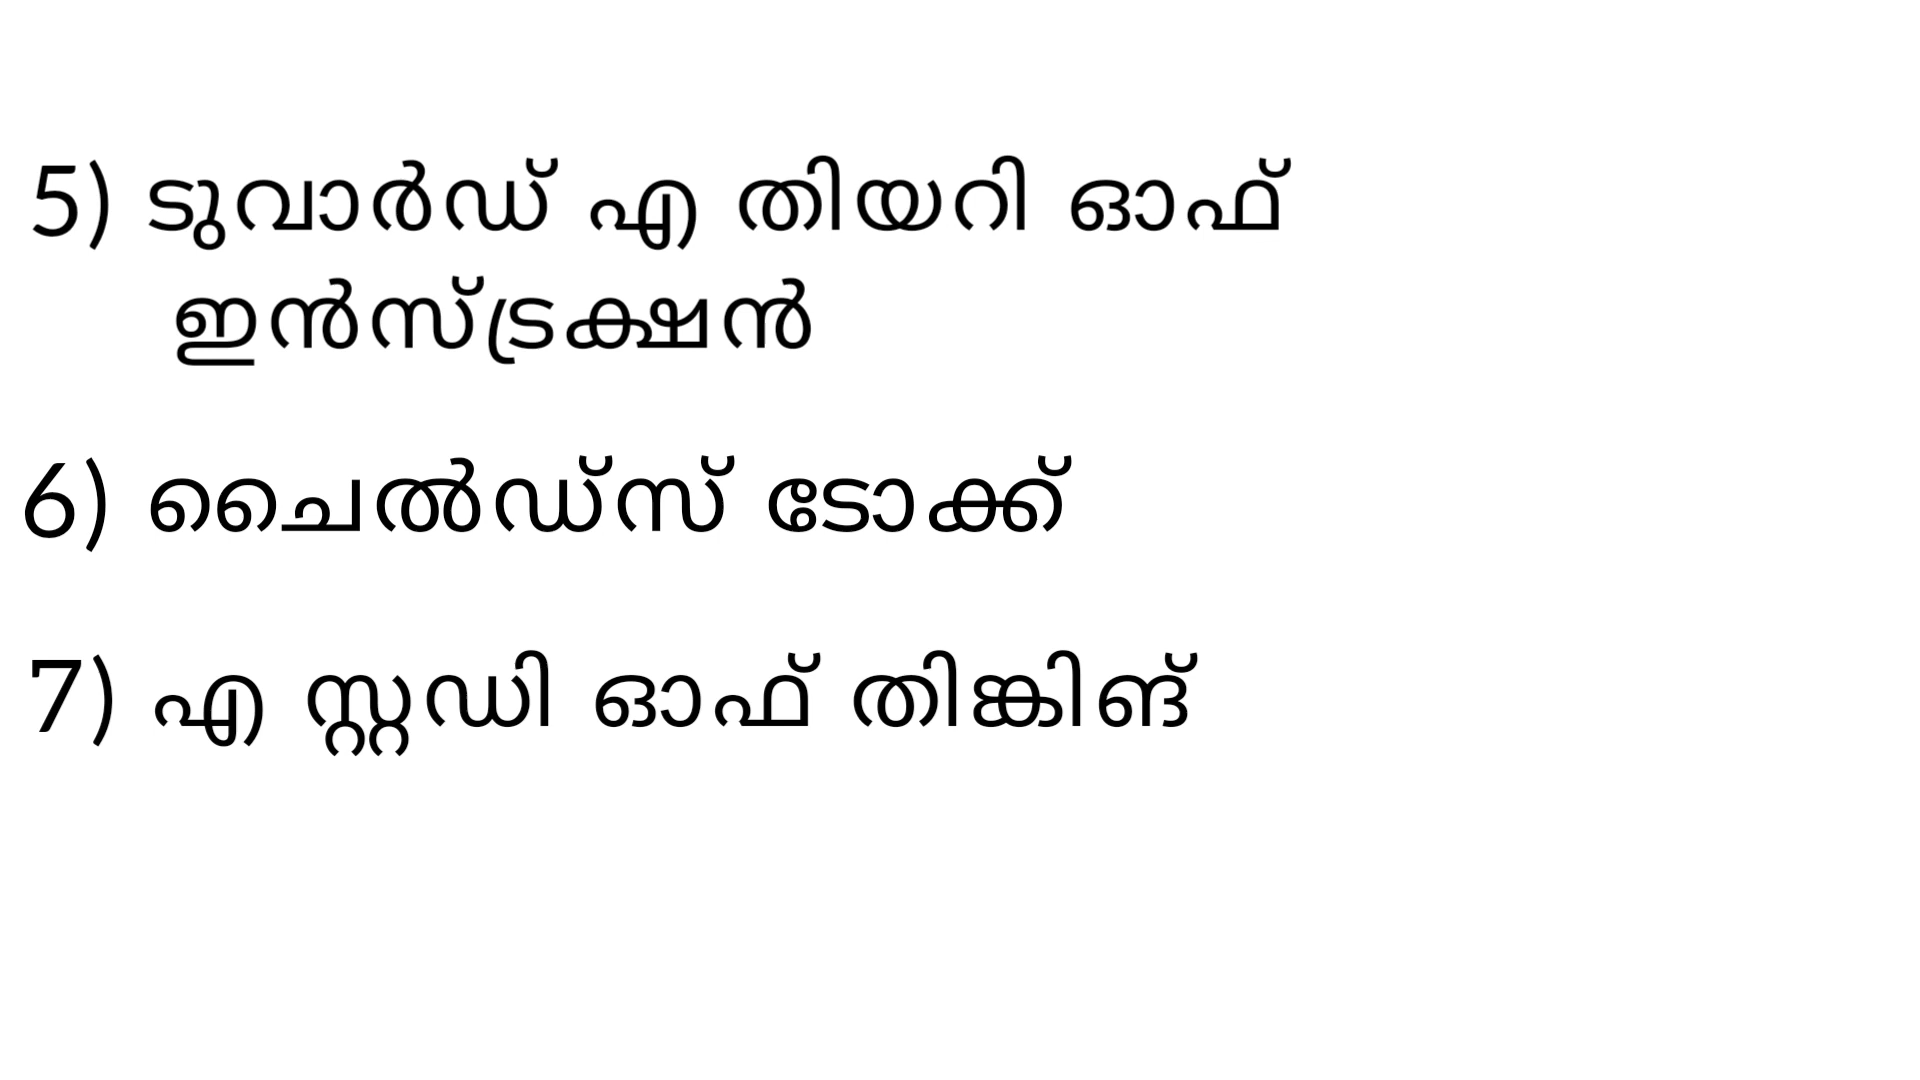 5) ടുവാർഡ് എ തിയറി ഓഫ്
ഇൻസ്ട്രക്ഷൻ
6) ചൈൽഡ്സ് ടോക്ക്
7) എ സ്റ്റഡി ഓഫ് തിങ്കിങ്